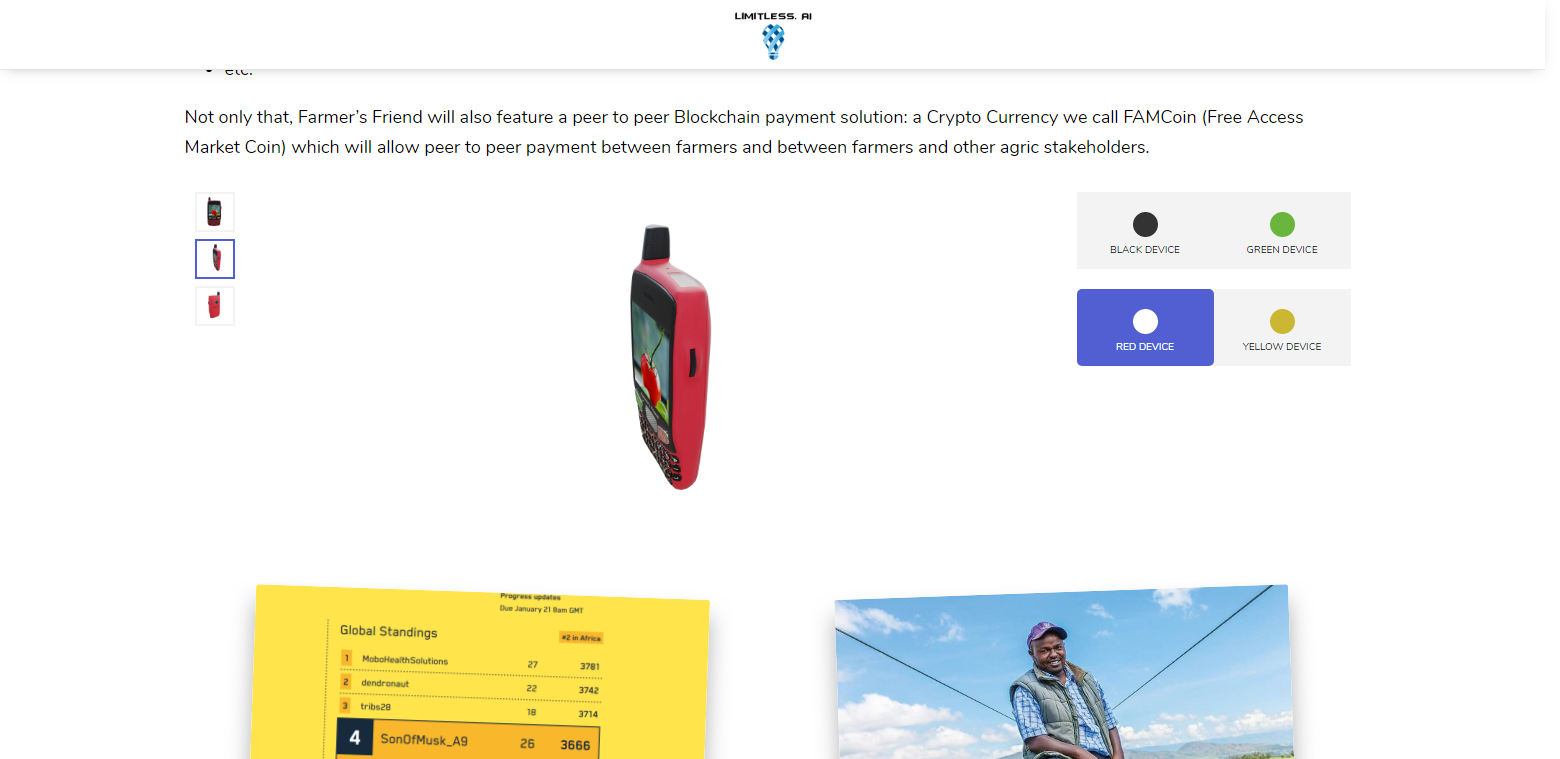 LIMITLESS. AI
etc.
Not only that, Farmer’s Friend will also feature a peer to peer Blockchain payment solution: a Crypto Currency we call FAMCoin (Free Access
Market Coin) which will allow peer to peer payment between farmers and between farmers and other agric stakeholders.
BLACK DEVICE
GREEN DEVICE
RED DEVICE
YELLOW DEVICE
Progress updates
Due January 21 8am GMT
Global Standings
#2 in Africa
1 MoboHealthSolutions 27 3781
2 dendronaut 22 3742
3 tribs28 18 3714
4 SonOfMusk_A9 26 3666